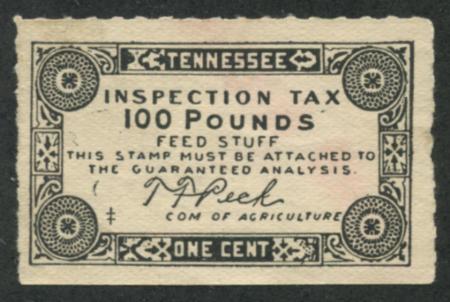 TENNESSEE
INSPECTION TAX
100 POUNDS
FEED STUFF
THIS STAMP MUST BE ATTACHED TO
THE GUARANTEED ANALYSIS.
T F Peck
COM OF AGRICULTURE
ONE CENT